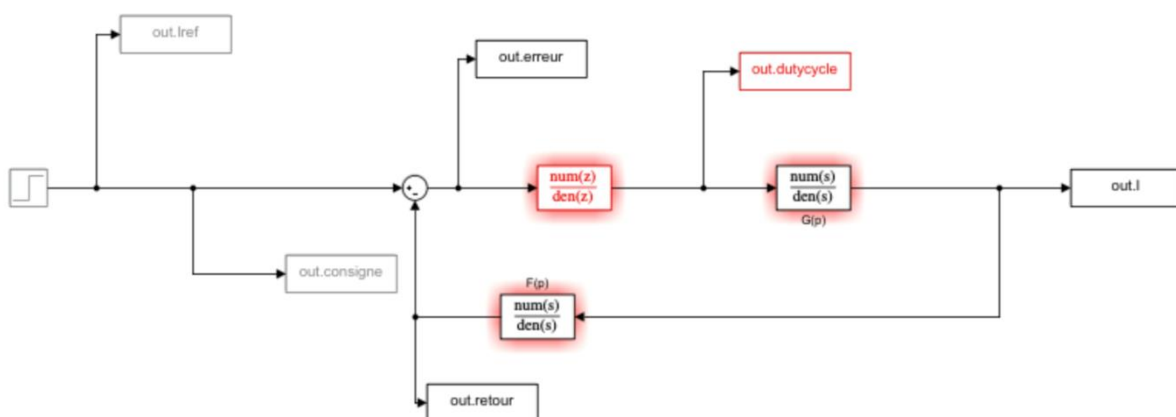 out.Iref
out.erreur
out.dutycycle
num(z)
den(z)
num(s)
den(s)
G(p)
out.I
out.consigne
F(p)
num(s)
den(s)
out.retour